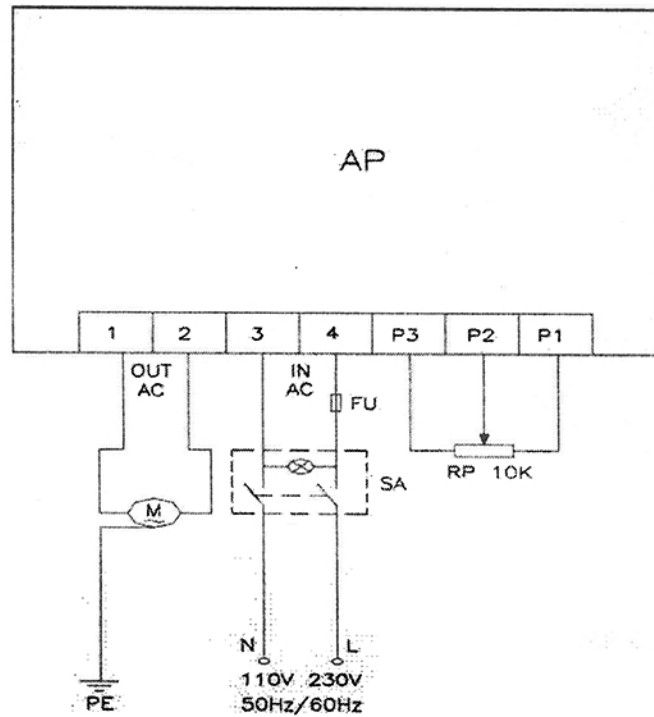 AP
1 2 3 4 P3 P2 P1
OUT AC
IN AC
FU
RP 10K
SA
M
N L
110V 230V
50Hz/60Hz
PE